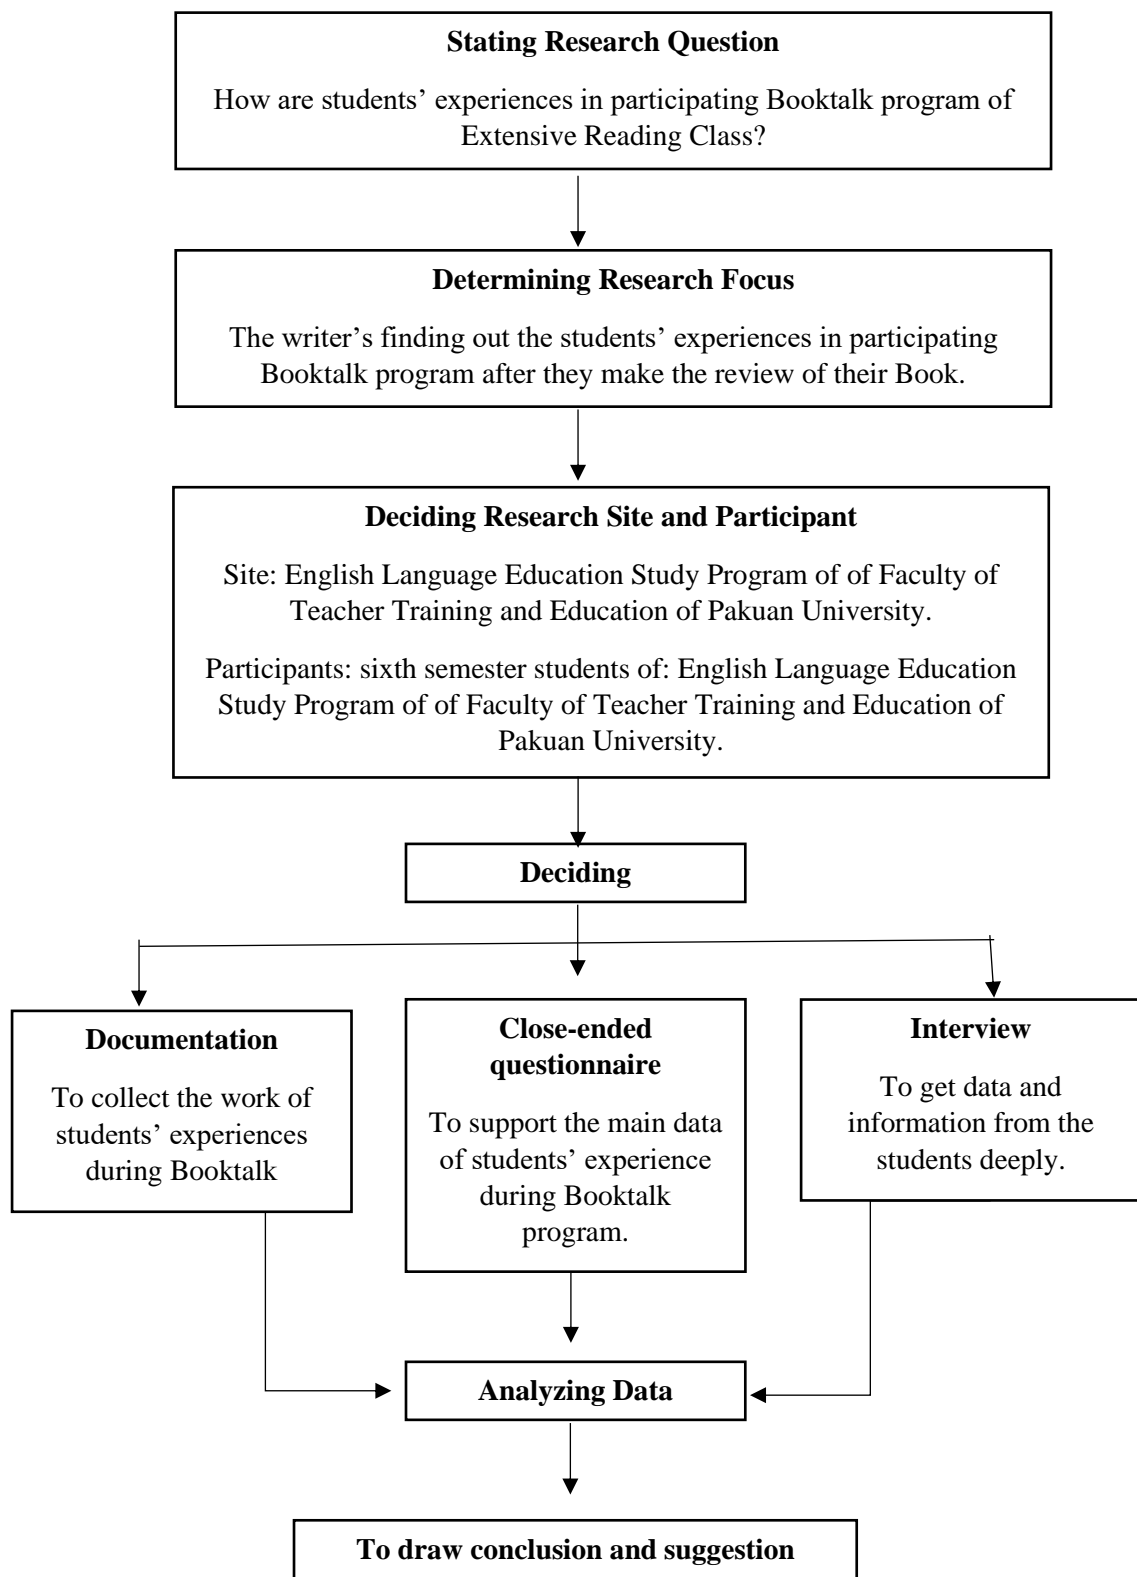 Stating Research Question
How are students’ experiences in participating Booktalk program of
Extensive Reading Class?
Determining Research Focus
The writer’s finding out the students’ experiences in participating
Booktalk program after they make the review of their Book.
Deciding Research Site and Participant
Site: English Language Education Study Program of of Faculty of
Teacher Training and Education of Pakuan University.
Participants: sixth semester students of: English Language Education
Study Program of of Faculty of Teacher Training and Education of
Pakuan University.
Deciding
Documentation
To collect the work of
students’ experiences
during Booktalk
Close-ended
questionnaire
To support the main data
of students’ experience
during Booktalk
program.
Interview
To get data and
information from the
students deeply.
Analyzing Data
To draw conclusion and suggestion